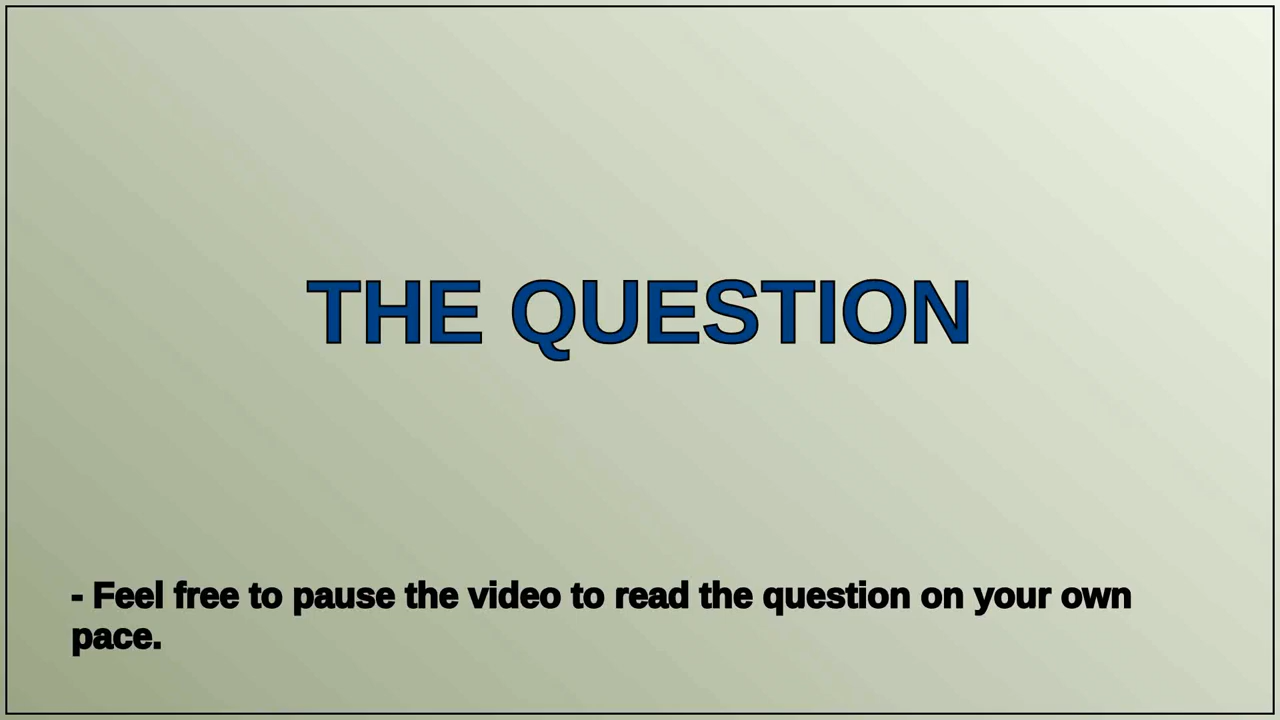 THE QUESTION
- Feel free to pause the video to read the question on your own
pace.